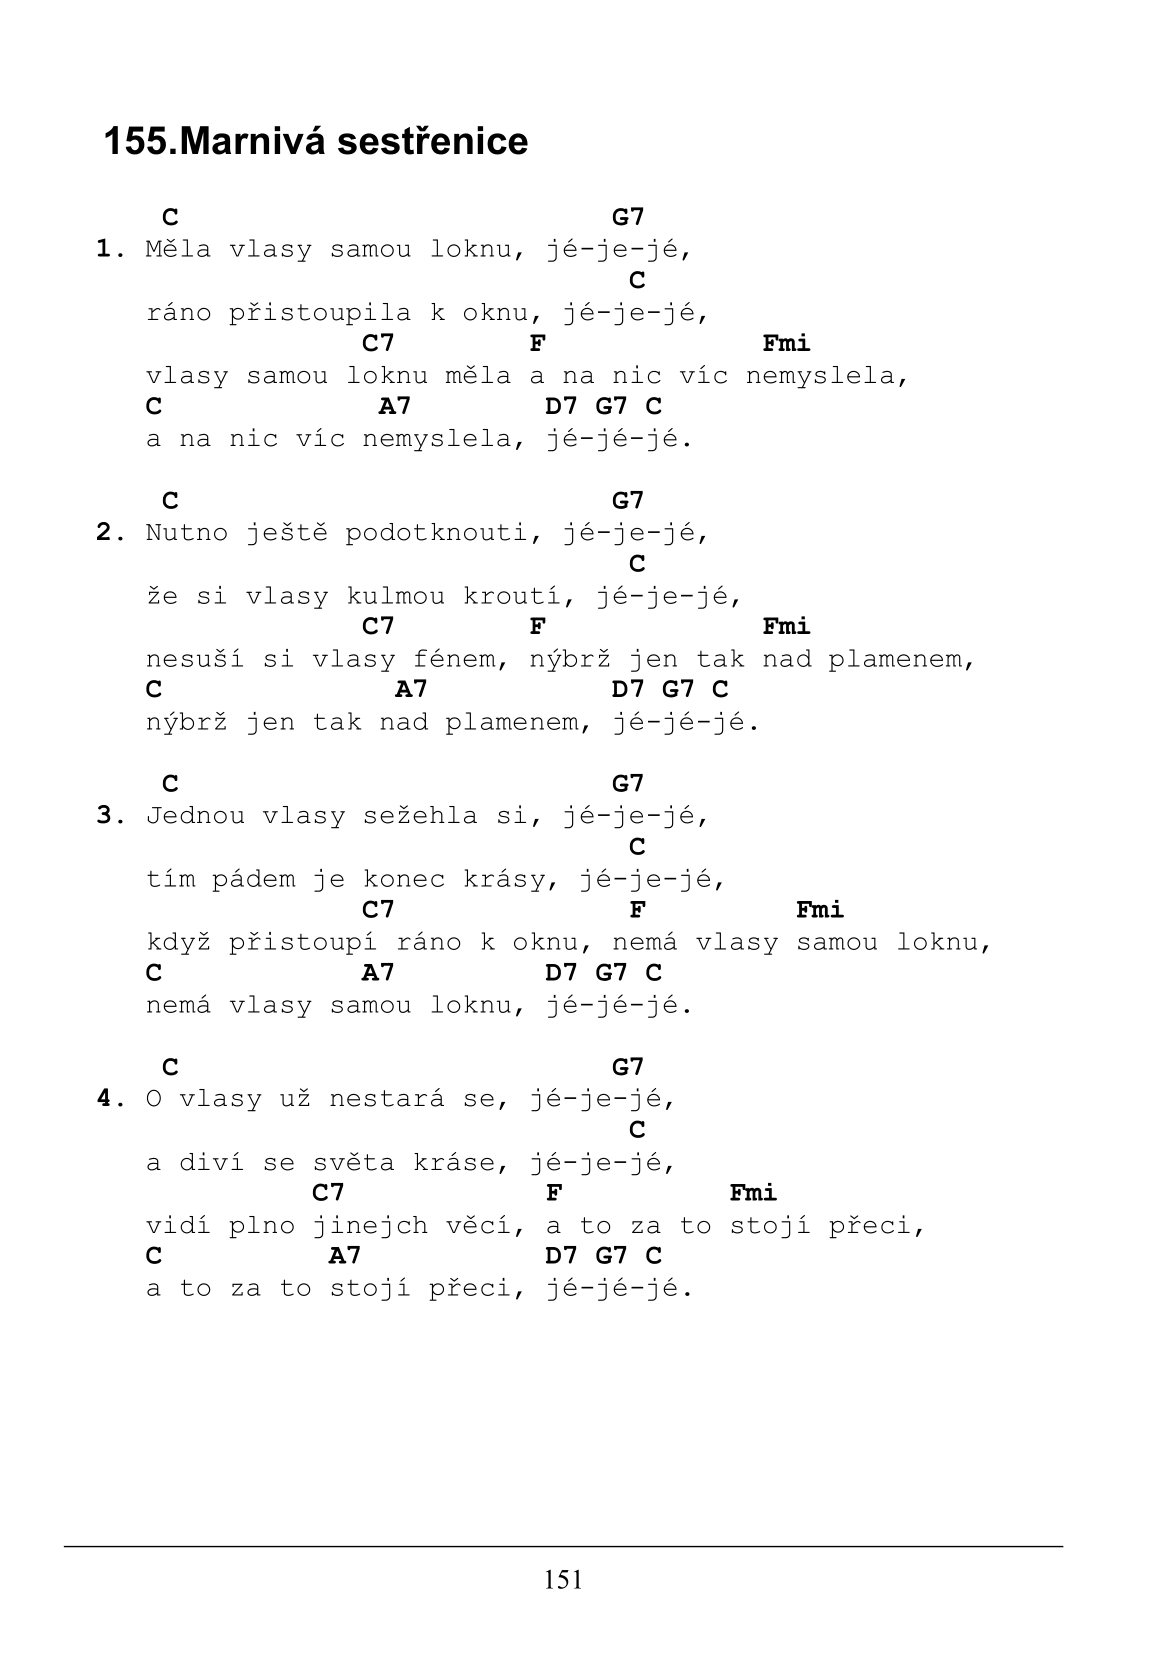 155.Marnivá sestřenice
C G7
1. Měla vlasy samou loknu, jé-je-jé,
C
ráno přistoupila k oknu, jé-je-jé,
C7 F Fmi
vlasy samou loknu měla a na nic víc nemyslela,
C A7 D7 G7 C
a na nic víc nemyslela, jé-jé-jé.
C G7
2. Nutno ještě podotknouti, jé-je-jé,
C
že si vlasy kulmou kroutí, jé-je-jé,
C7 F Fmi
nesuší si vlasy fénem, nýbrž jen tak nad plamenem,
C A7 D7 G7 C
nýbrž jen tak nad plamenem, jé-jé-jé.
C G7
3. Jednou vlasy sežehla si, jé-je-jé,
C
tím pádem je konec krásy, jé-je-jé,
C7 F Fmi
když přistoupí ráno k oknu, nemá vlasy samou loknu,
C A7 D7 G7 C
nemá vlasy samou loknu, jé-jé-jé.
C G7
4. O vlasy už nestará se, jé-je-jé,
C
a diví se světa kráse, jé-je-jé,
C7 F Fmi
vidí plno jinejch věcí, a to za to stojí přeci,
C A7 D7 G7 C
a to za to stojí přeci, jé-jé-jé.
151